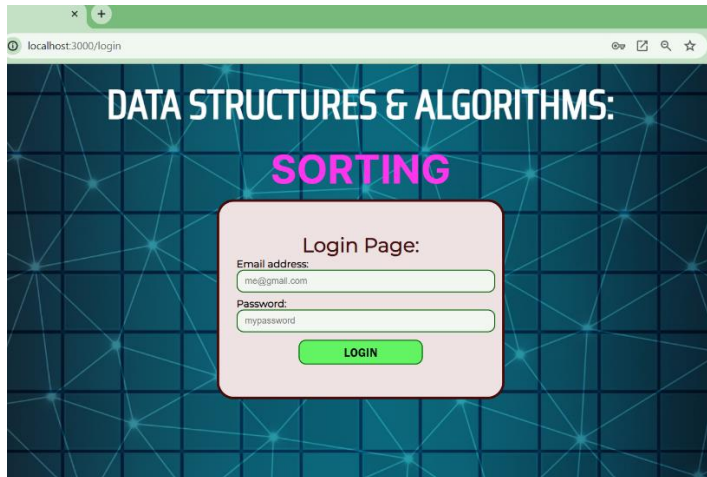 localhost:3000/login
DATA STRUCTURES & ALGORITHMS:
SORTING
Login Page:
Email address:
me@gmail.com
Password:
mypassword
LOGIN